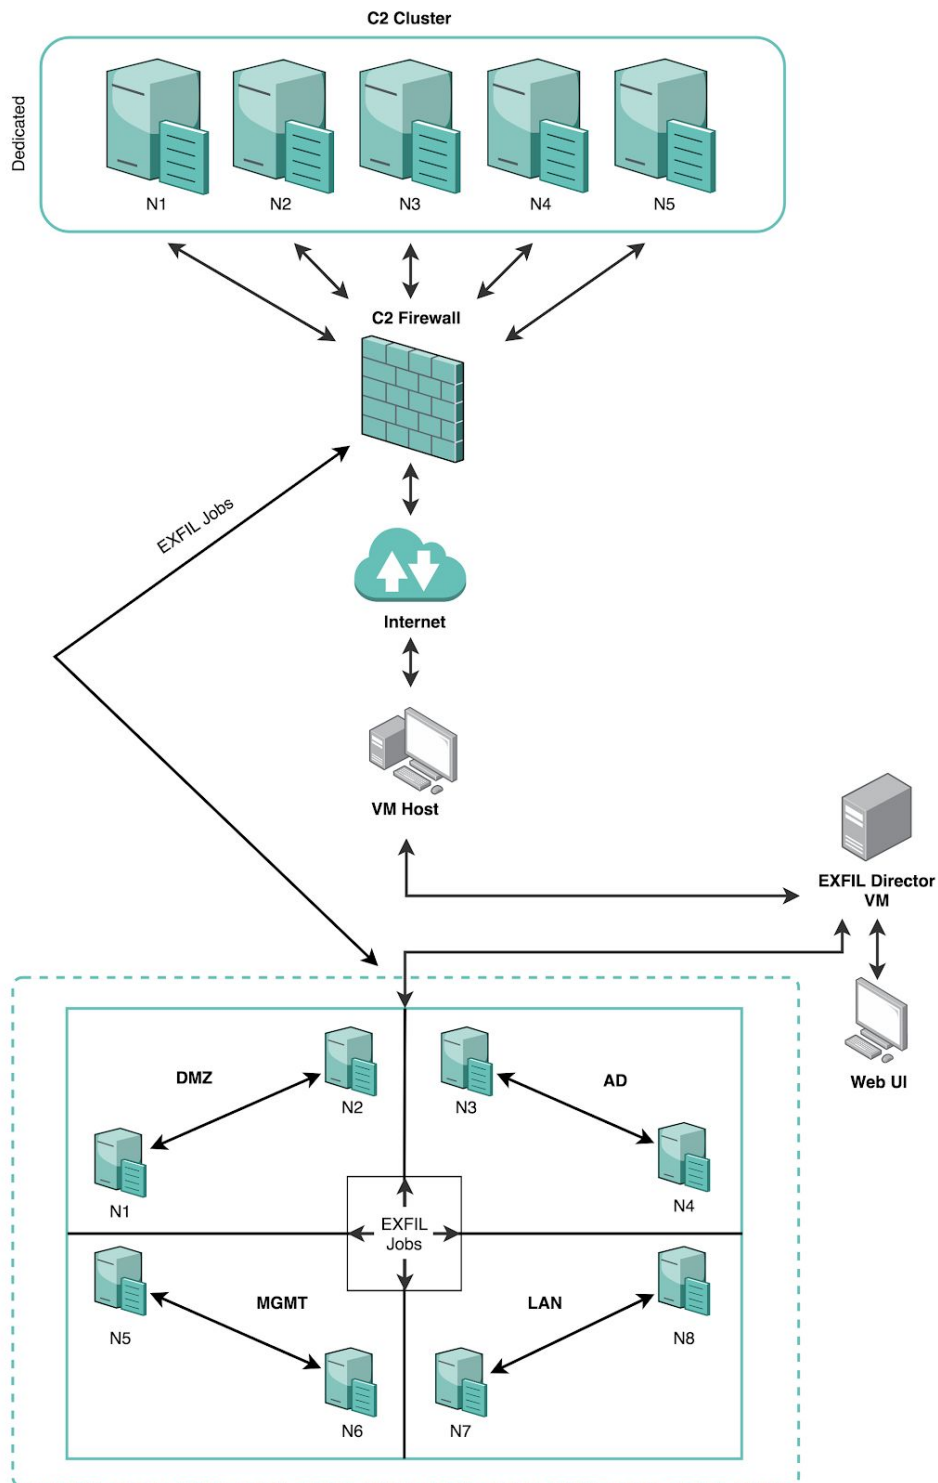 C2 Cluster
Dedicated
N1
N2
N3
N4
N5
C2 Firewall
EXFIL Jobs
Internet
VM Host
EXFIL Director
VM
Web UI
DMZ
N2
N1
N3
AD
N4
EXFIL
Jobs
N5
MGMT
N6
LAN
N8
N7